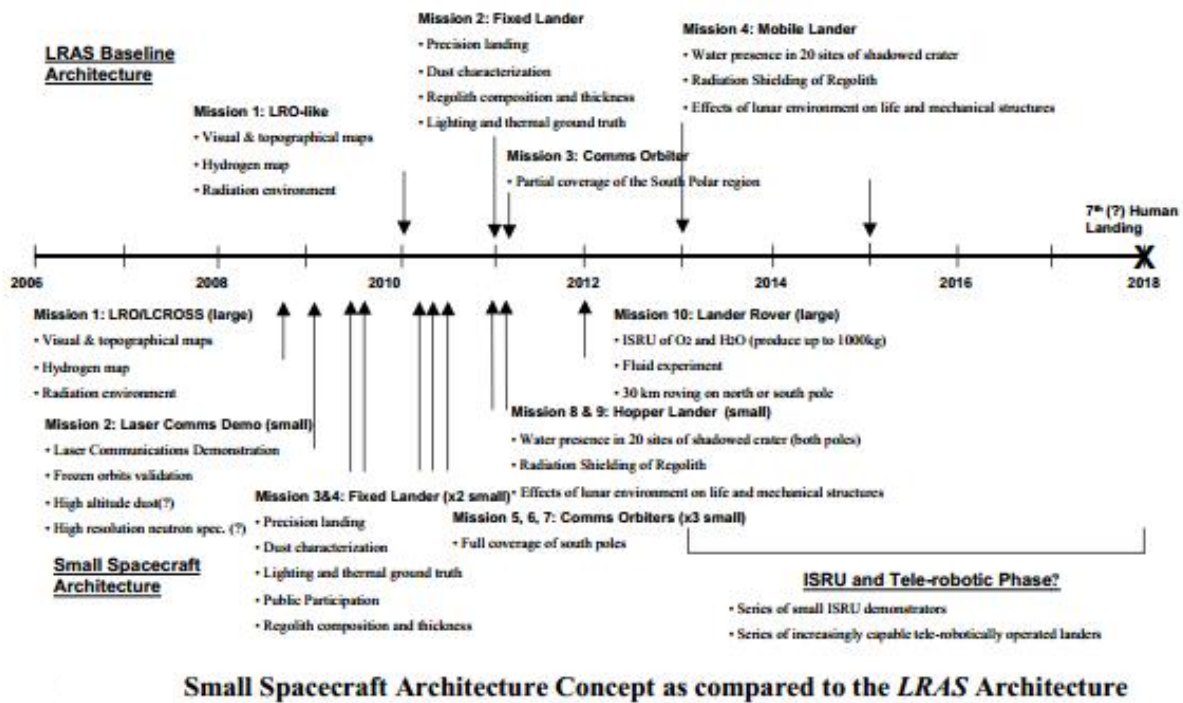 LRAS Baseline
Architecture
Mission 1: LRO-like
• Visual & topographical maps
• Hydrogen map
• Radiation environment
Mission 2: Fixed Lander
• Precision landing
• Dust characterization
• Regolith composition and thickness
• Lighting and thermal ground truth
Mission 3: Comms Orbiter
• Partial coverage of the South Polar region
Mission 4: Mobile Lander
• Water presence in 20 sites of shadowed crater
• Radiation Shielding of Regolith
• Effects of lunar environment on life and mechanical structures
7th (?) Human
Landing
X
2006 2008 2010 2012 2014 2016 2018
Mission 1: LRO/LCROSS (large)
• Visual & topographical maps
• Hydrogen map
• Radiation environment
Mission 2: Laser Comms Demo (small)
• Laser Communications Demonstration
• Frozen orbits validation
• High altitude dust(?)
• High resolution neutron spec. (?)
Small Spacecraft
Architecture
Mission 3&4: Fixed Lander (x2 small)
• Precision landing
• Dust characterization
• Lighting and thermal ground truth
• Public Participation
• Regolith composition and thickness
Mission 5, 6, 7: Comms Orbiters (x3 small)
• Full coverage of south poles
Mission 8 & 9: Hopper Lander (small)
• Water presence in 20 sites of shadowed crater (both poles)
• Radiation Shielding of Regolith
• Effects of lunar environment on life and mechanical structures
Mission 10: Lander Rover (large)
• ISRU of O2 and H2O (produce up to 1000kg)
• Fluid experiment
• 30 km roving on north or south pole
ISRU and Tele-robotic Phase?
• Series of small ISRU demonstrators
• Series of increasingly capable tele-robotically operated landers
Small Spacecraft Architecture Concept as compared to the LRAS Architecture